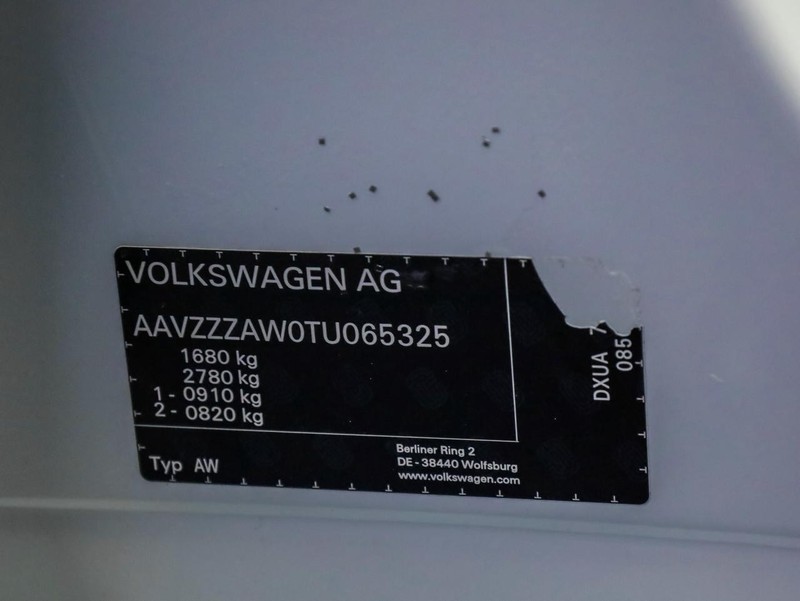 VOLKSWAGEN AG
AAVZZZAW0TU065325
1680 kg
2780 kg
1 - 0910 kg
2 - 0820 kg
Typ AW
Berliner Ring 2
DE - 38440 Wolfsburg
www.volkswagen.com
DXUA